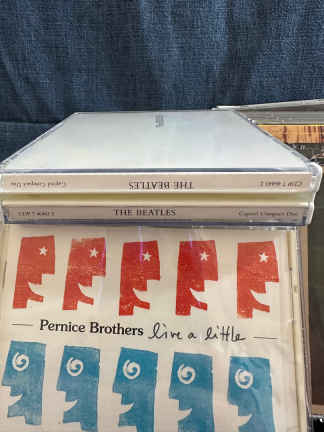 THE BEATLES Capitol Compact Disc
THE BEATLES Capitol Compact Disc
Pernice Brothers live a little